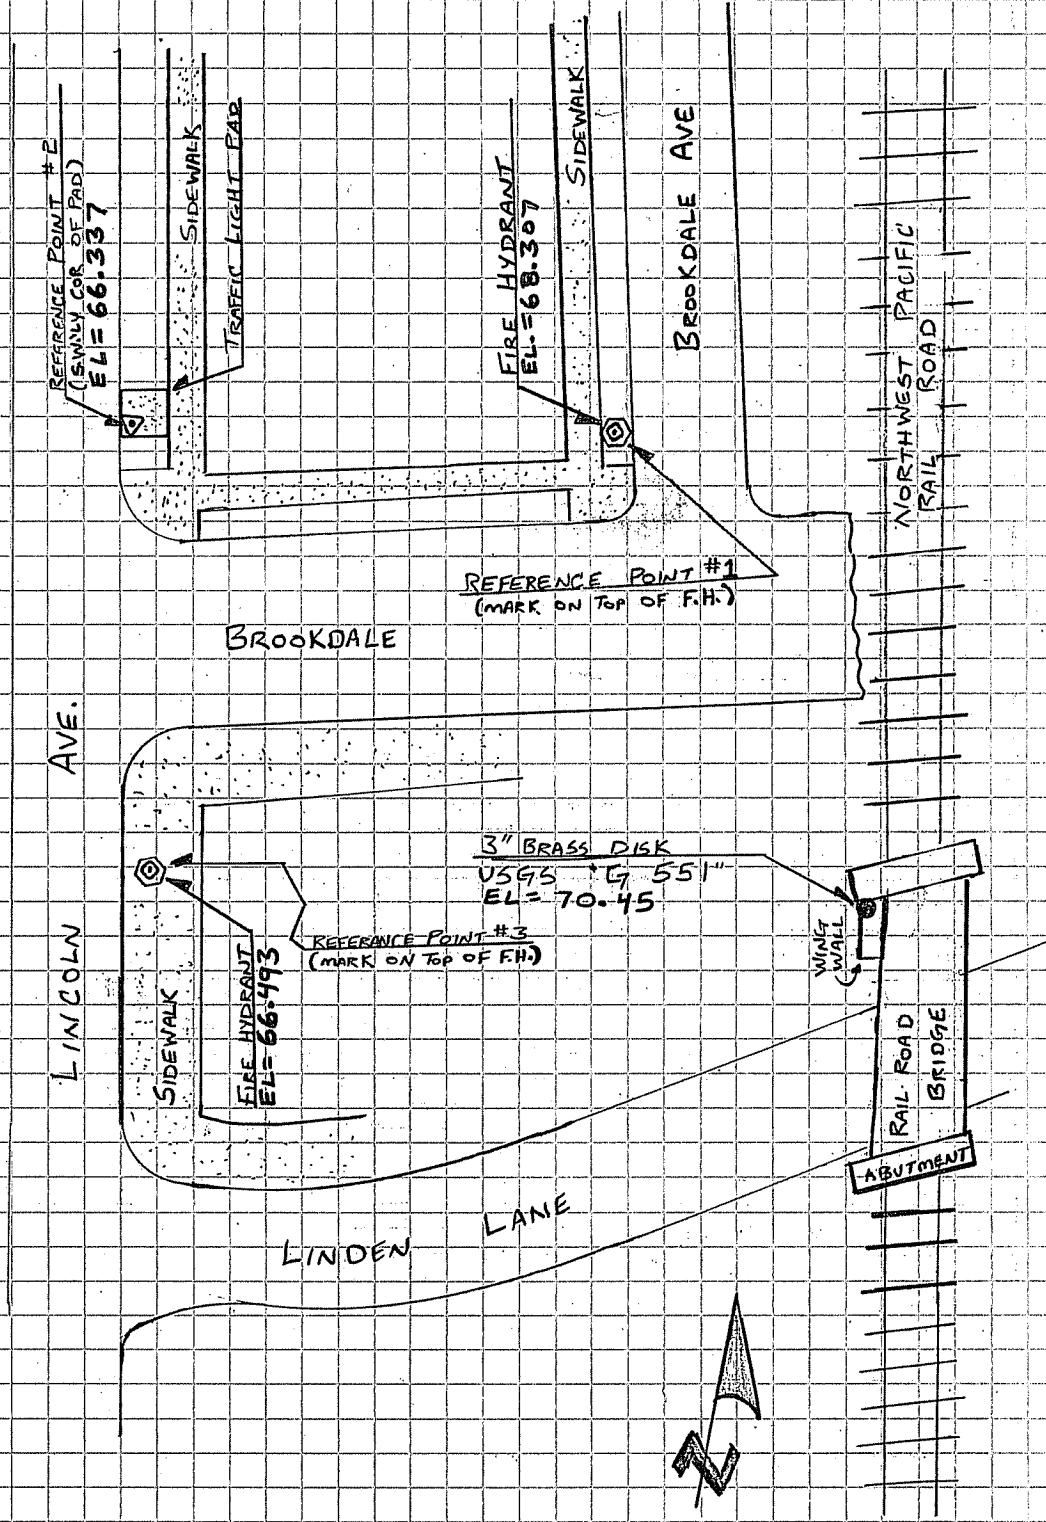 REFERENCE POINT #2
(SW'LY COR OF PAD)
EL = 66.337
SIDEWALK
TRAFFIC LIGHT PAD
FIRE HYDRANT
EL. = 68.307
SIDEWALK
BROOKDALE AVE
NORTHWEST PACIFIC
RAIL ROAD
REFERENCE POINT #1
(MARK ON TOP OF F.H.)
BROOKDALE
LINCOLN AVE.
3" BRASS DISK
USGS "G 551"
EL = 70.45
REFERANCE POINT #3
(MARK ON TOP OF F.H.)
FIRE HYDRANT
EL = 66.493
SIDEWALK
WING
WALL
RAIL ROAD
BRIDGE
ABUTMENT
LINDEN LANE
N